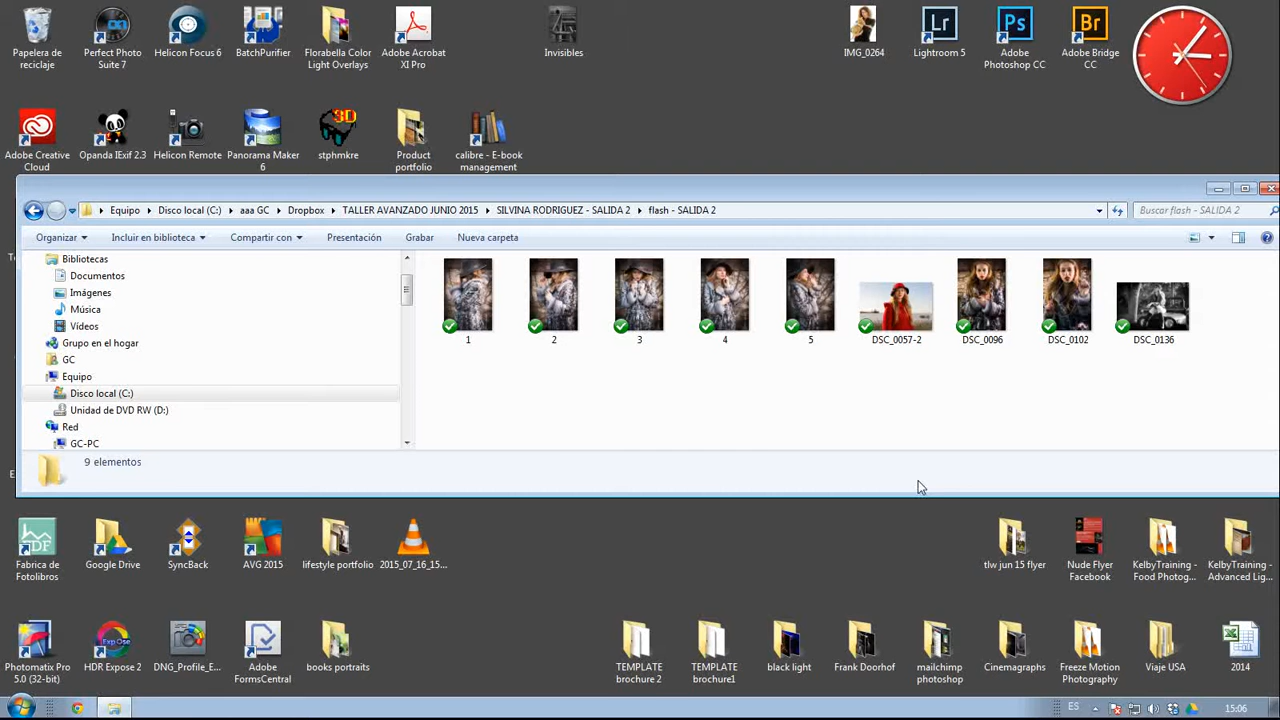 Papelera de
reciclaje
Perfect Photo
Suite 7
Helicon Focus 6
BatchPurifier
Florabella Color
Light Overlays
Adobe Acrobat
XI Pro
Invisibles
IMG_0264
Lr
Lightroom 5
Ps
Adobe
Photoshop CC
Br
Adobe Bridge
CC
Adobe Creative
Cloud
Opanda IExif 2.3
Helicon Remote
Panorama Maker
6
3D
stphmkre
Product
portfolio
calibre - E-book
management
Equipo
Disco local (C:)
aaa GC
Dropbox
TALLER AVANZADO JUNIO 2015
SILVINA RODRIGUEZ - SALIDA 2
flash - SALIDA 2
Buscar flash - SALIDA 2
Organizar
Incluir en biblioteca
Compartir con
Presentación
Grabar
Nueva carpeta
Bibliotecas
Documentos
Imágenes
Música
Vídeos
Grupo en el hogar
GC
Equipo
Disco local (C:)
Unidad de DVD RW (D:)
Red
GC-PC
1
2
3
4
5
DSC_0057-2
DSC_0096
DSC_0102
DSC_0136
9 elementos
PDF
Fabrica de
Fotolibros
Google Drive
SyncBack
AVG 2015
lifestyle portfolio
2015_07_16_15...
tlw jun 15 flyer
Nude Flyer
Facebook
KelbyTraining -
Food Photog...
KelbyTraining -
Advanced Lig...
Photomatix Pro
5.0 (32-bit)
HDR Expose 2
DNG_Profile_E...
Adobe
FormsCentral
books portraits
TEMPLATE
brochure 2
TEMPLATE
brochure1
black light
Frank Doorhof
mailchimp
photoshop
Cinemagraphs
Freeze Motion
Photography
Viaje USA
2014
ES
15:06